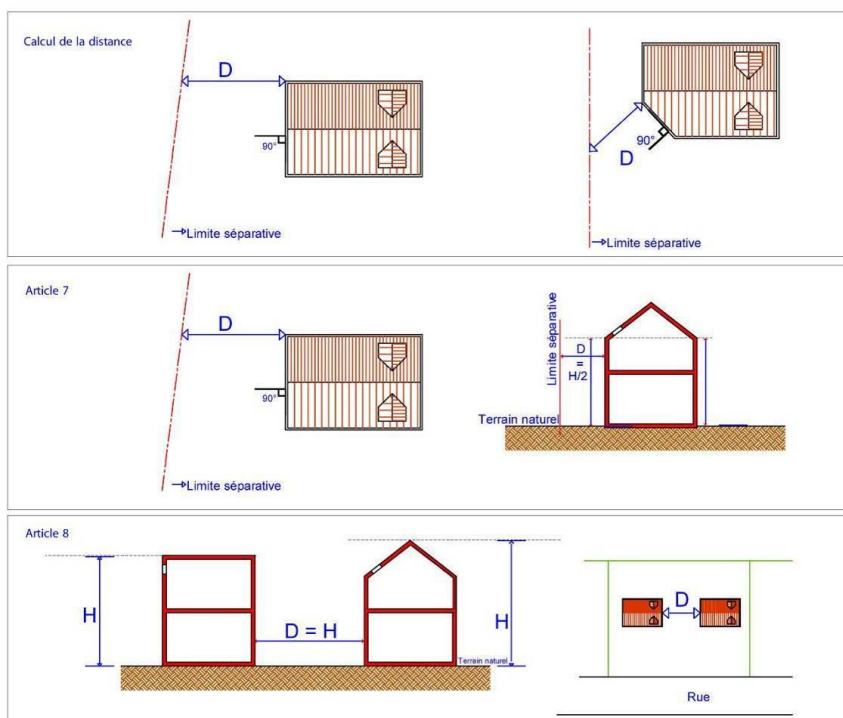 Calcul de la distance
D
90°
Limite séparative
D
90°
Limite séparative
Article 7
D
90°
Limite séparative
Limite séparative
D
=
H/2
Terrain naturel
Article 8
H
D = H
H
Terrain naturel
D
Rue